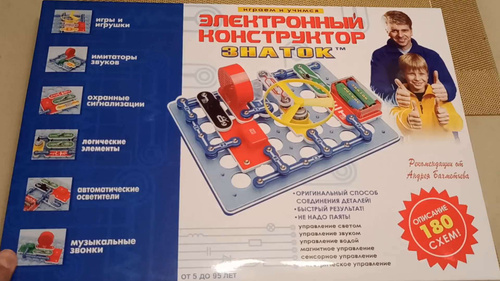 играем и учимся
ЭЛЕКТРОННЫЙ
КОНСТРУКТОР
ЗНАТОК™
игры и
игрушки
имитаторы
звуков
охранные
сигнализации
логические
элементы
автоматические
осветители
музыкальные
звонки
Рекомендации от
Андрея Бахметьева
•ОРИГИНАЛЬНЫЙ СПОСОБ
СОЕДИНЕНИЯ ДЕТАЛЕЙ!
•БЫСТРЫЙ РЕЗУЛЬТАТ!
•НЕ НАДО ПАЯТЬ!
управление светом
управление звуком
управление водой
магнитное управление
сенсорное управление
управление
ОПИСАНИЕ
180
СХЕМ!
ОТ 5 ДО 95 ЛЕТ